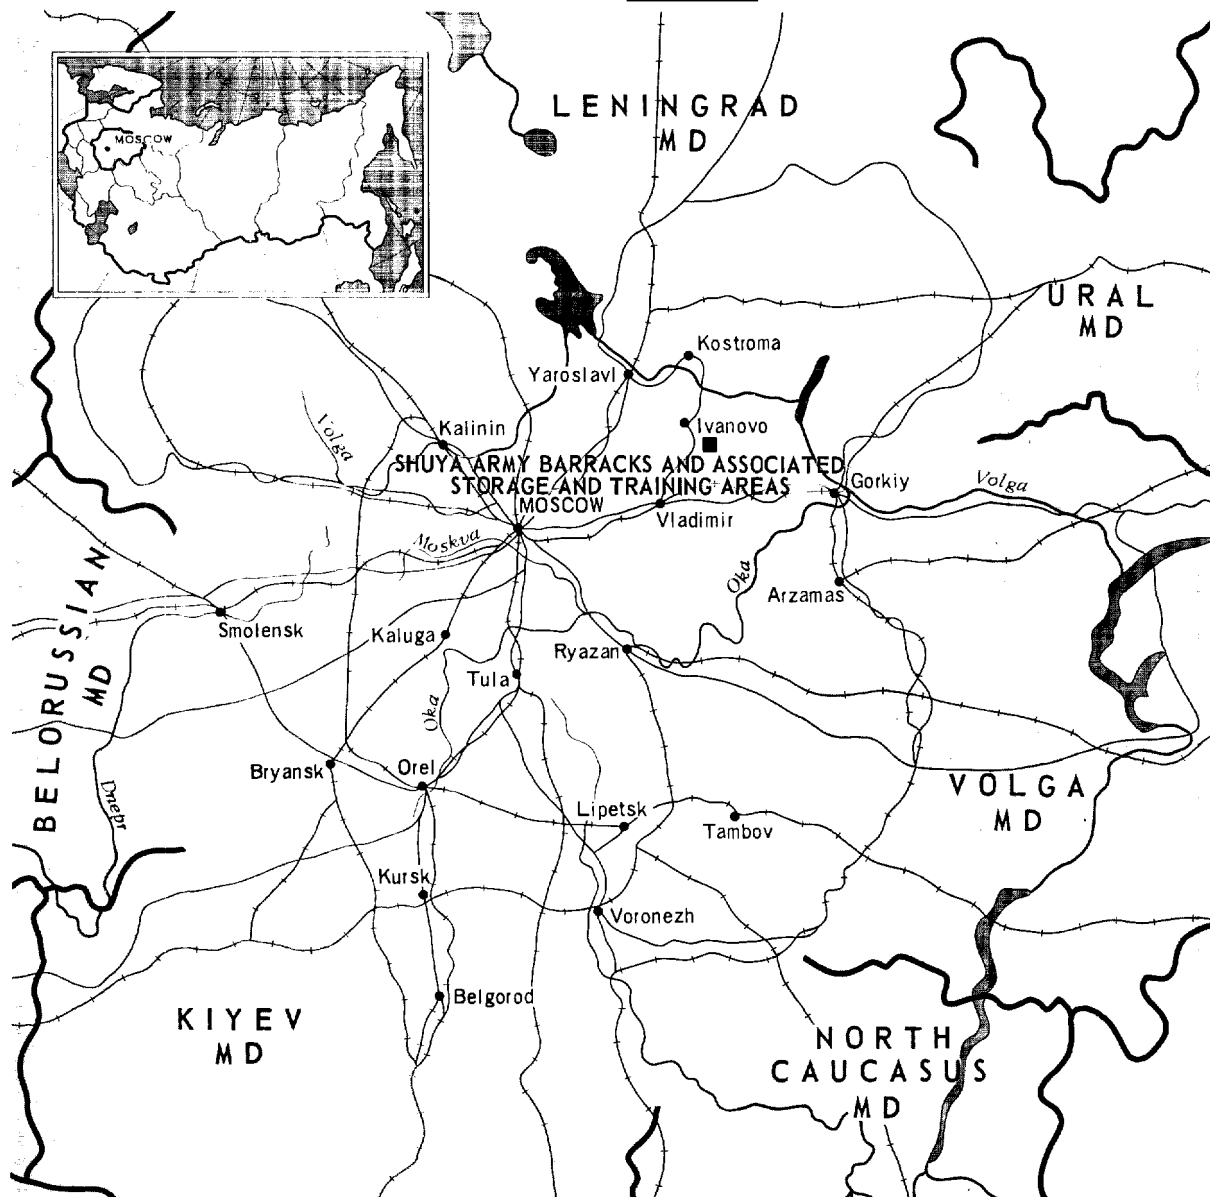 LENINGRAD
MD
MOSCOW
URAL
MD
Kostroma
Yaroslavl
Volga
Kalinin
Ivanovo
SHUYA ARMY BARRACKS AND ASSOCIATED
STORAGE AND TRAINING AREAS
Gorkiy
Volga
MOSCOW
Vladimir
Moskva
Oka
Arzamas
BELORUSSIAN
MD
Smolensk
Kaluga
Ryazan
Tula
Oka
Bryansk
Orel
Dnepr
Lipetsk
Tambov
VOLGA
MD
Kursk
Voronezh
Belgorod
KIYEV
MD
NORTH
CAUCASUS
MD